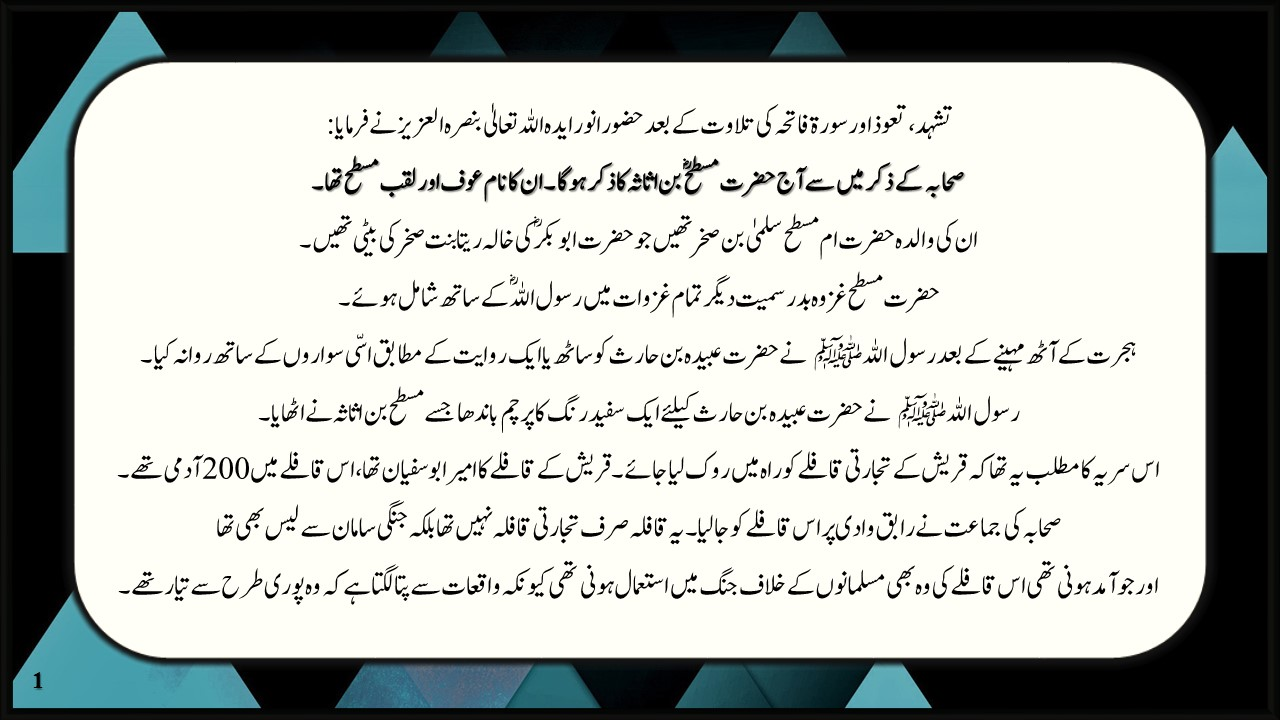 تشہد، تعوذ اور سورۃ فاتحہ کی تلاوت کے بعد حضور انور ایدہ اللہ تعالیٰ بنصرہ العزیز نے فرمایا:
صحابہ کے ذکر میں سے آج حضرت مسطحؓ بن اثاثہ کا ذکر ہو گا۔ ان کا نام عوف اور لقب مسطح تھا۔
ان کی والدہ حضرت ام مسطح سلمیٰ بن صخر تھیں جو حضرت ابو بکرؓ کی خالہ ریتا بنت صخر کی بیٹی تھیں۔
حضرت مسطح غزوہ بدر سمیت دیگر تمام غزوات میں رسول اللہؓ کے ساتھ شامل ہوئے۔
ہجرت کے آٹھ مہینے کے بعد رسول اللہ ﷺ نے حضرت عبیدہ بن حارث کو ساٹھ یا ایک روایت کے مطابق اسّی سواروں کے ساتھ روانہ کیا۔
رسول اللہ ﷺ نے حضرت عبیدہ بن حارث کیلئے ایک سفید رنگ کا پرچم باندھا جسے مسطح بن اثاثہ نے اٹھایا۔
اس سریہ کا مطلب یہ تھا کہ قریش کے تجارتی قافلے کو راہ میں روک لیا جائے۔ قریش کے قافلے کا امیر ابو سفیان تھا، اس قافلے میں 200 آدمی تھے۔
صحابہ کی جماعت نے رابق وادی پر اس قافلے کو جا لیا۔ یہ قافلہ صرف تجارتی قافلہ نہیں تھا بلکہ جنگی سامان سے لیس بھی تھا
اور جو آمد ہونی تھی اس قافلے کی وہ بھی مسلمانوں کے خلاف جنگ میں استعمال ہونی تھی کیونکہ واقعات سے پتا لگتا ہے کہ وہ پوری طرح سے تیار تھے۔
1